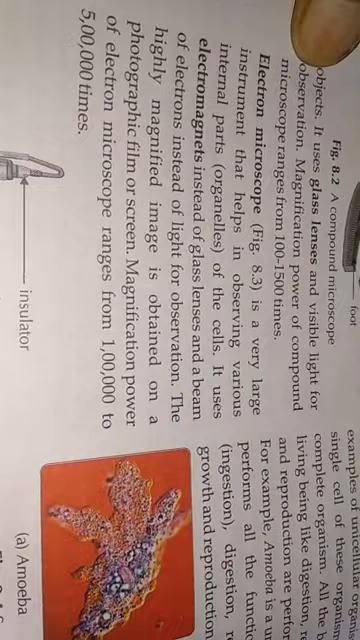 foot
Fig. 8.2 A compound microscope
objects. It uses glass lenses and visible light for
observation. Magnification power of compound
microscope ranges from 100-1500 times.
Electron microscope (Fig. 8.3) is a very large
instrument that helps in observing various
internal parts (organelles) of the cells. It uses
electromagnets instead of glass lenses and a beam
of electrons instead of light for observation. The
highly magnified image is obtained on a
photographic film or screen. Magnification power
of electron microscope ranges from 1,00,000 to
5,00,000 times.
insulator
examples of unicellular
single cell of these
complete organism. All the
living being like digestion,
and reproduction are
For example, Amoeba is a
performs all the
(ingestion), digestion,
growth and reproduction
(a) Amoeba